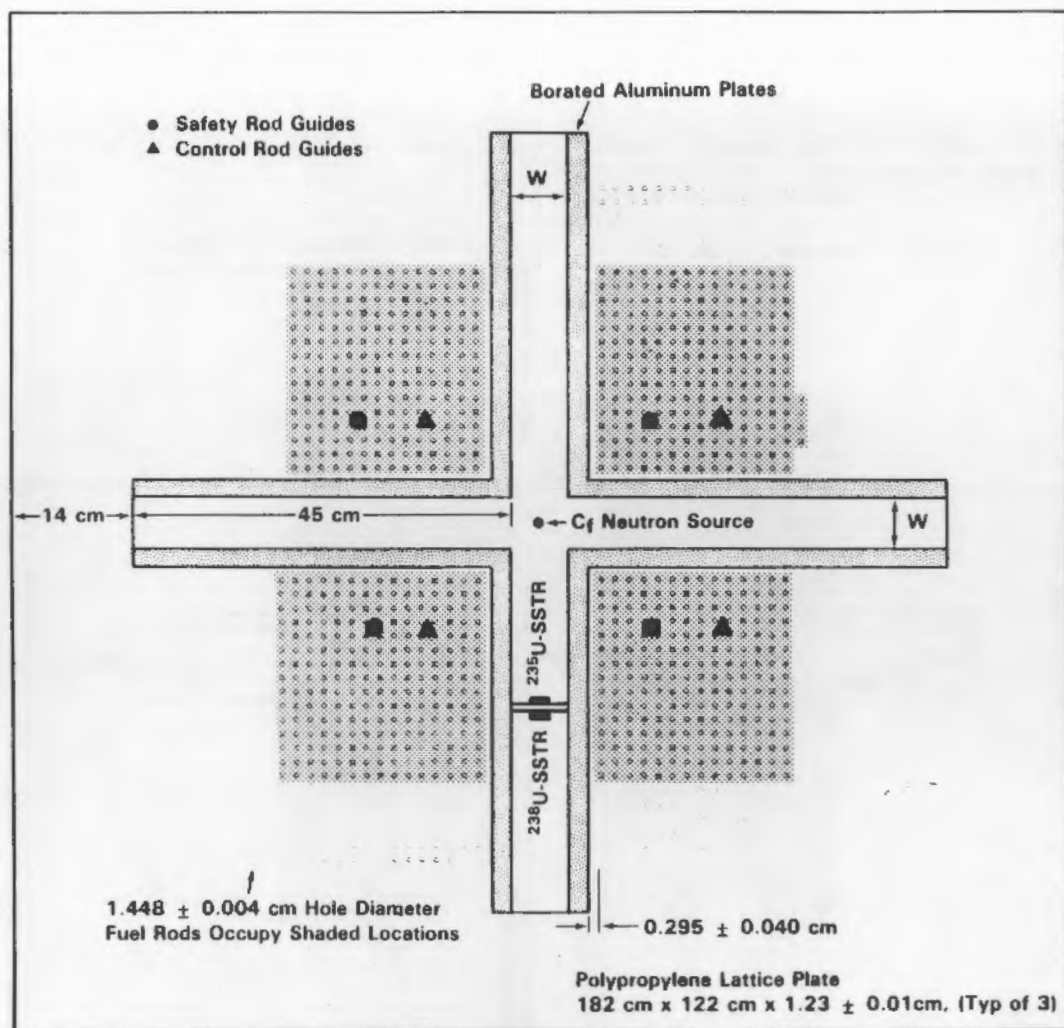 Borated Aluminum Plates
● Safety Rod Guides
▲ Control Rod Guides
W
14 cm
45 cm
Cf Neutron Source
W
235U-SSTR
238U-SSTR
1.448 ± 0.004 cm Hole Diameter
Fuel Rods Occupy Shaded Locations
0.295 ± 0.040 cm
Polypropylene Lattice Plate
182 cm x 122 cm x 1.23 ± 0.01cm, (Typ of 3)